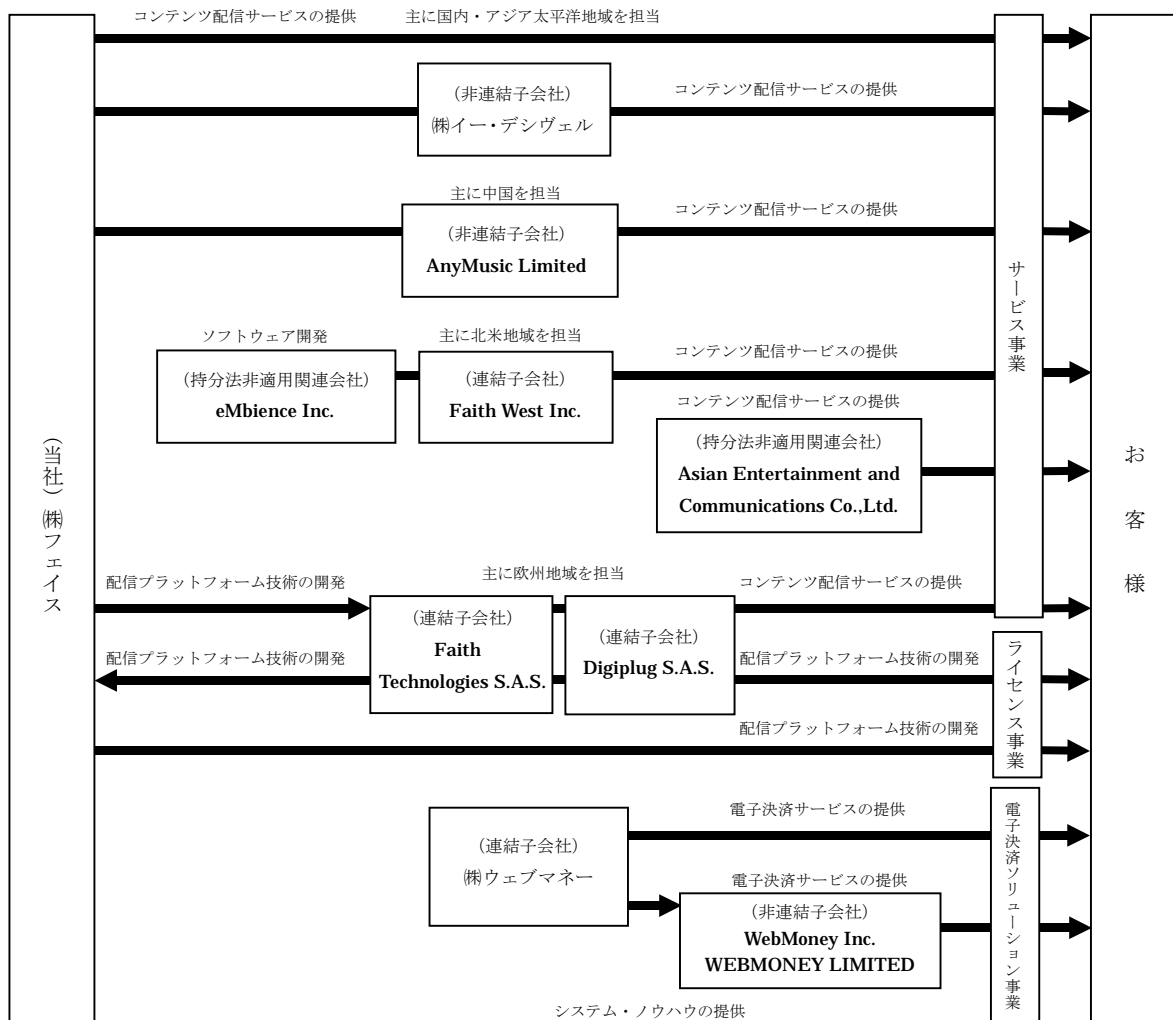 コンテンツ配信サービスの提供　主に国内・アジア太平洋地域を担当
（非連結子会社）
㈱イー・デシヴェル
コンテンツ配信サービスの提供
主に中国を担当
（非連結子会社）
AnyMusic Limited
コンテンツ配信サービスの提供
ソフトウェア開発
（持分法非適用関連会社）
eMbience Inc.
主に北米地域を担当
（連結子会社）
Faith West Inc.
コンテンツ配信サービスの提供
コンテンツ配信サービスの提供
（持分法非適用関連会社）
Asian Entertainment and
Communications Co.,Ltd.
サービス事業
（当社）㈱フェイス
お客様
配信プラットフォーム技術の開発
主に欧州地域を担当
コンテンツ配信サービスの提供
（連結子会社）
Faith
Technologies S.A.S.
（連結子会社）
Digiplug S.A.S.
配信プラットフォーム技術の開発
配信プラットフォーム技術の開発
配信プラットフォーム技術の開発
ライセンス事業
（連結子会社）
㈱ウェブマネー
電子決済サービスの提供
電子決済サービスの提供
（非連結子会社）
WebMoney Inc.
WEBMONEY LIMITED
電子決済ソリューション事業
システム・ノウハウの提供